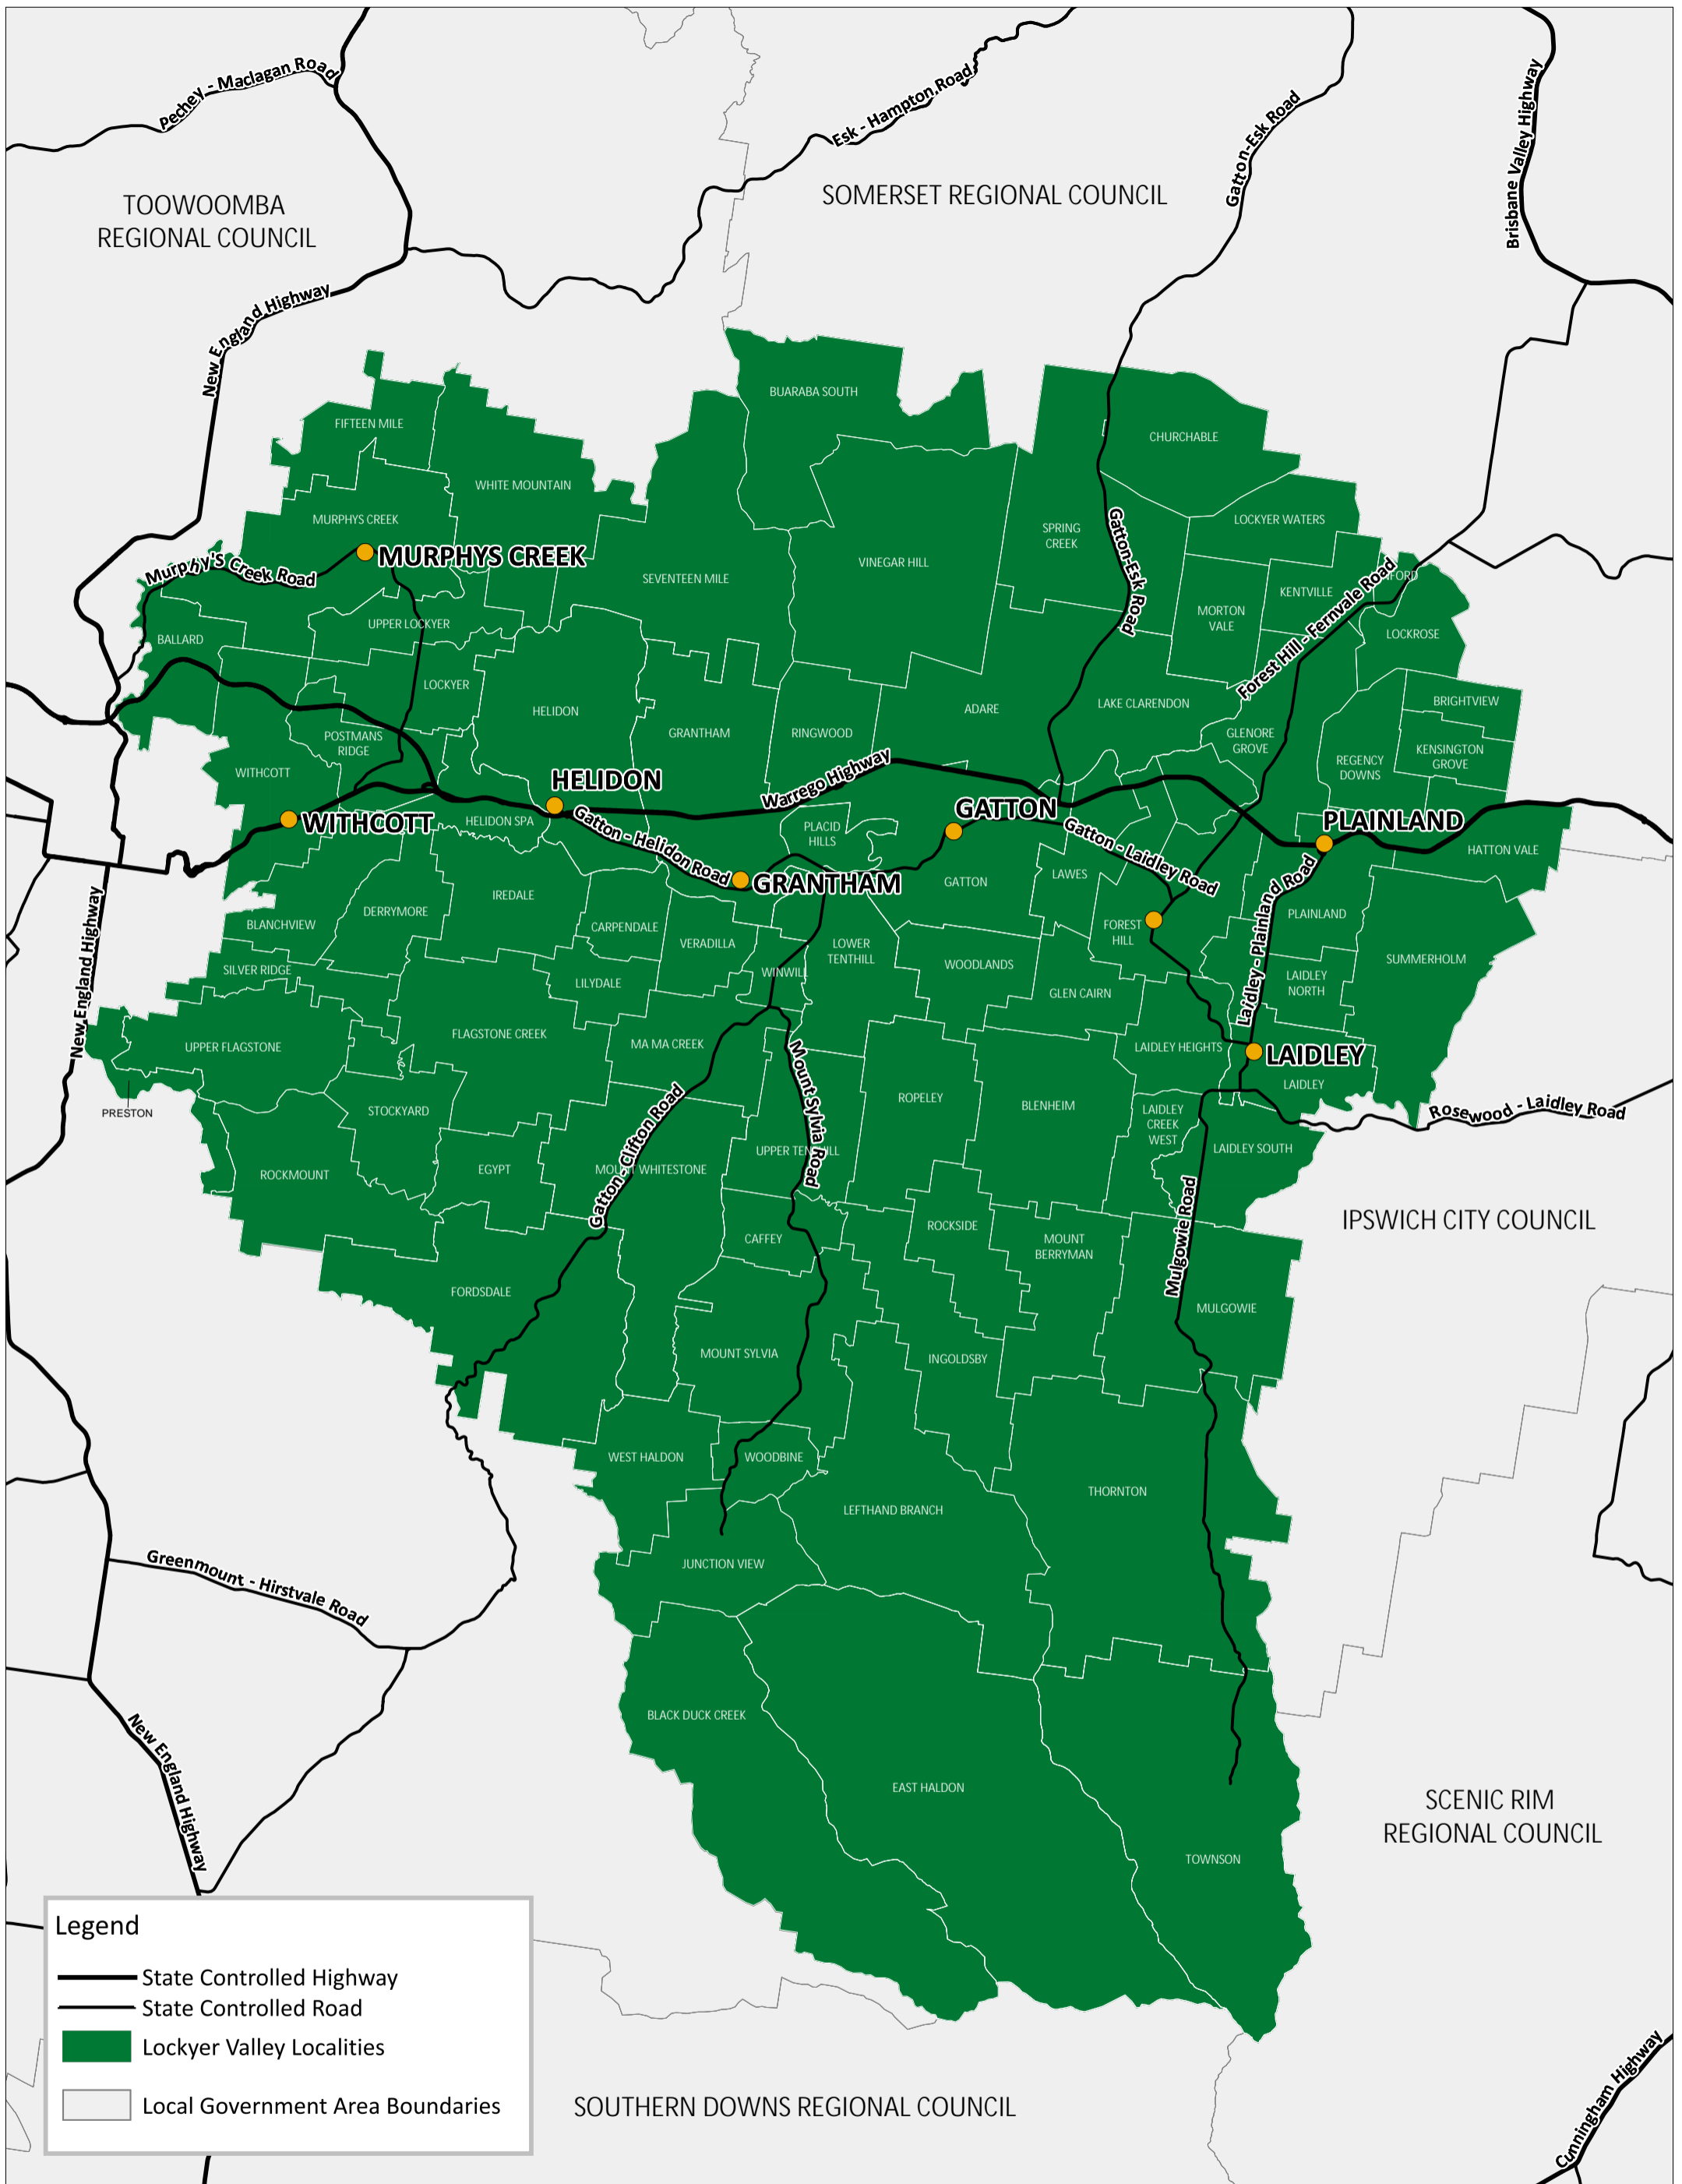 Pechey - Maclagan Road
Esk - Hampton Road
Gatton-Esk Road
Brisbane Valley Highway
TOOWOOMBA
REGIONAL COUNCIL
SOMERSET REGIONAL COUNCIL
New England Highway
BUARABA SOUTH
FIFTEEN MILE
CHURCHABLE
WHITE MOUNTAIN
MURPHYS CREEK
LOCKYER WATERS
SPRING
CREEK
Gatton-Esk Road
MURPHYS CREEK
Murphy'S Creek Road
VINEGAR HILL
SEVENTEEN MILE
KENTVILLE
Forest Hill - Fernvale Road
MORTON
VALE
UPPER LOCKYER
BALLARD
LOCKROSE
LOCKYER
HELIDON
GRANTHAM
RINGWOOD
ADARE
LAKE CLARENDON
BRIGHTVIEW
POSTMANS
RIDGE
GLENORE
GROVE
KENSINGTON
GROVE
REGENCY
DOWNS
WITHCOTT
HELIDON
Warrego Highway
GATTON
WITHCOTT
HELIDON SPA
PLACID
HILLS
PLAINLAND
Gatton - Helidon Road
Gatton - Laidley Road
HATTON VALE
GRANTHAM
GATTON
LAWES
IREDALE
DERRYMORE
BLANCHVIEW
CARPENDALE
VERADILLA
LOWER
TENTHILL
FOREST
HILL
PLAINLAND
Laidley - Plainland Road
New England Highway
SILVER RIDGE
LILYDALE
WINWILL
WOODLANDS
GLEN CAIRN
LAIDLEY
NORTH
SUMMERHOLM
FLAGSTONE CREEK
UPPER FLAGSTONE
MA MA CREEK
LAIDLEY HEIGHTS
LAIDLEY
LAIDLEY
PRESTON
STOCKYARD
Mount Sylvia Road
ROPELEY
BLENHEIM
LAIDLEY
CREEK
WEST
Rosewood - Laidley Road
Gatton - Clifton Road
UPPER TENTHILL
LAIDLEY SOUTH
ROCKMOUNT
EGYPT
MOUNT WHITESTONE
IPSWICH CITY COUNCIL
CAFFEY
ROCKSIDE
MOUNT
BERRYMAN
Mulgowie Road
FORDSDALE
MULGOWIE
MOUNT SYLVIA
INGOLDSBY
WEST HALDON
WOODBINE
LEFTHAND BRANCH
THORNTON
JUNCTION VIEW
Greenmount - Hirstvale Road
BLACK DUCK CREEK
New England Highway
EAST HALDON
SCENIC RIM
REGIONAL COUNCIL
TOWNSON
Legend
State Controlled Highway
State Controlled Road
Lockyer Valley Localities
Local Government Area Boundaries
SOUTHERN DOWNS REGIONAL COUNCIL
Cunningham Highway